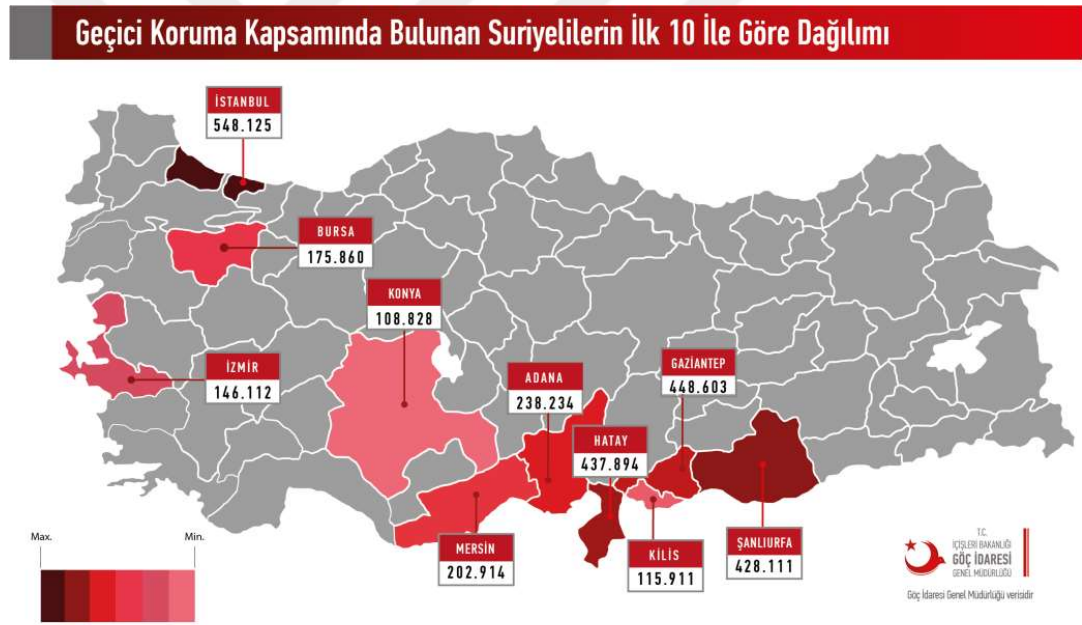 Geçici Koruma Kapsamında Bulunan Suriyelilerin İlk 10 İle Göre Dağılımı
İSTANBUL
548.125
BURSA
175.860
KONYA
108.828
İZMİR
146.112
ADANA
238.234
GAZİANTEP
448.603
HATAY
437.894
MERSİN
202.914
KİLİS
115.911
ŞANLIURFA
428.111
Max.
Min.
T.C.
İÇİŞLERİ BAKANLIĞI
GÖÇ İDARESİ
GENEL MÜDÜRLÜĞÜ
Göç İdaresi Genel Müdürlüğü verisidir